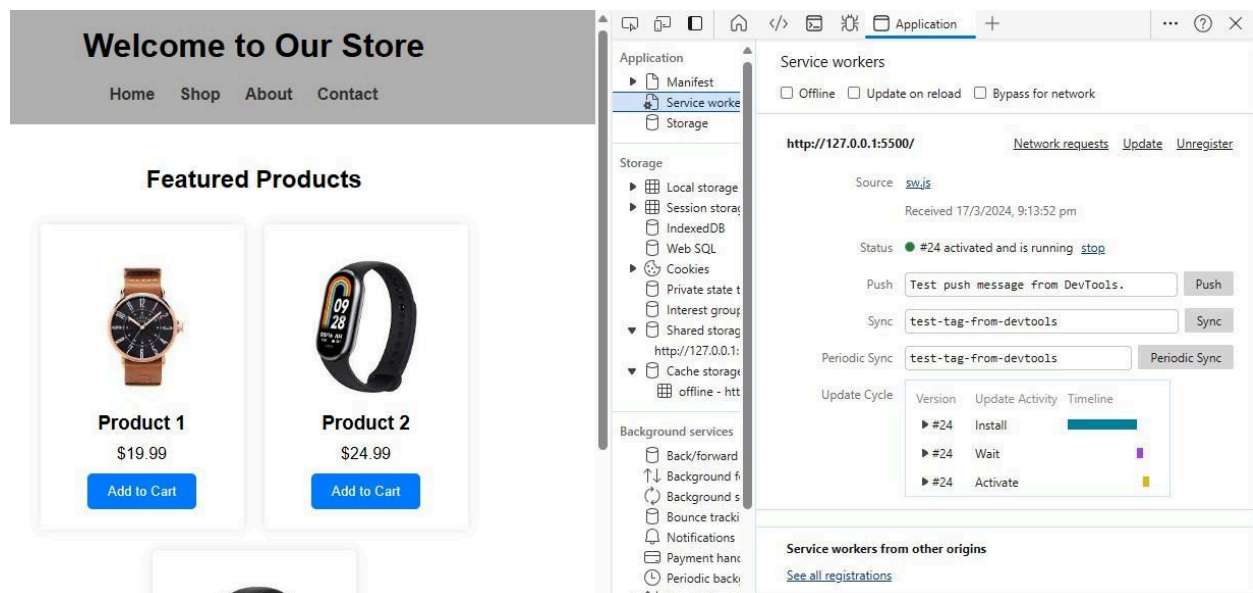 Welcome to Our Store
Home Shop About Contact
Featured Products
Product 1
$19.99
Add to Cart
09
28
Product 2
$24.99
Add to Cart
Application
Application
Manifest
Service worke
Storage
Storage
Local storage
Session storag
IndexedDB
Web SQL
Cookies
Private state t
Interest group
Shared storag
http://127.0.0.1:
Cache storage
offline - htt
Background services
Back/forward
Background fe
Background s
Bounce tracki
Notifications
Payment hand
Periodic back
Service workers
Offline Update on reload Bypass for network
http://127.0.0.1:5500/ Network requests Update Unregister
Source sw.js
Received 17/3/2024, 9:13:52 pm
Status #24 activated and is running stop
Push Test push message from DevTools. Push
Sync test-tag-from-devtools Sync
Periodic Sync test-tag-from-devtools Periodic Sync
Update Cycle Version Update Activity Timeline
#24 Install
#24 Wait
#24 Activate
Service workers from other origins
See all registrations